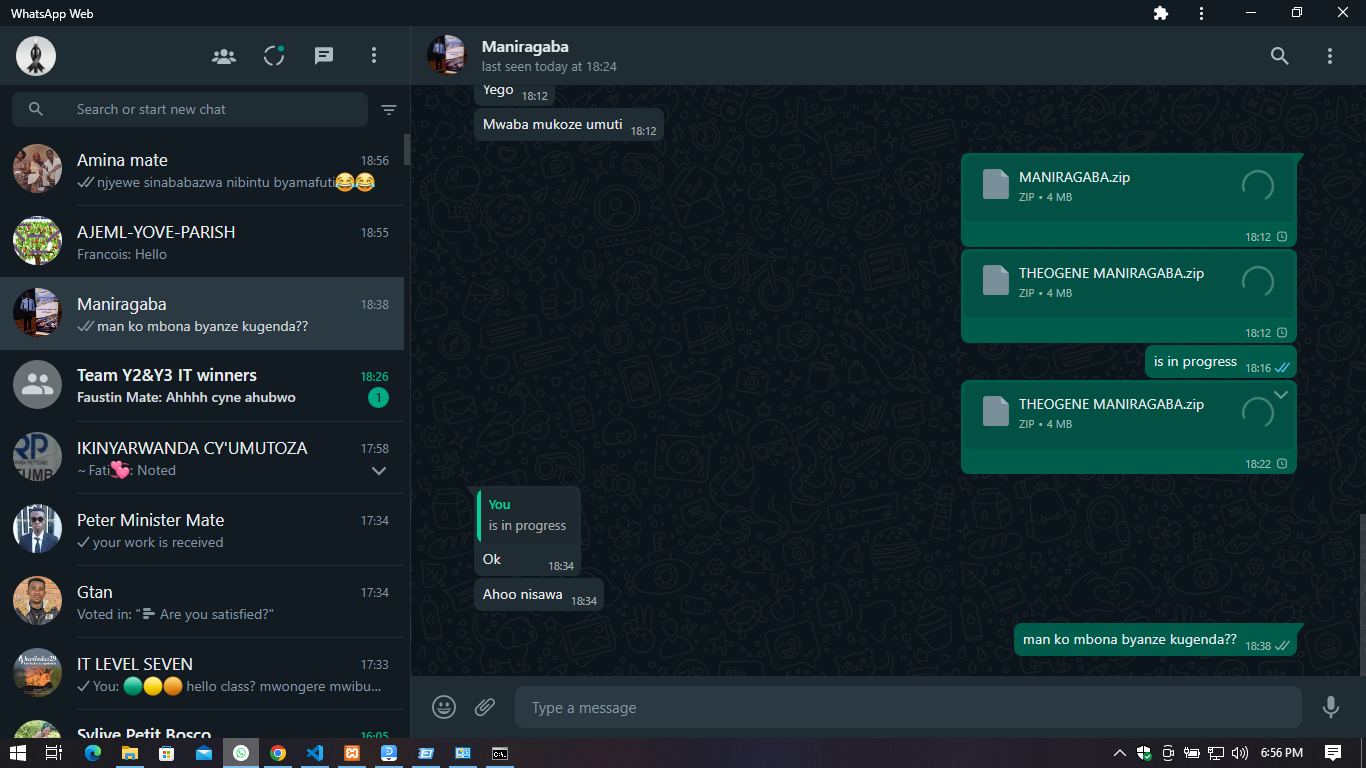 WhatsApp Web
Search or start new chat
Amina mate
18:56
njyewe sinababazwa nibintu byamafuti😂😂
AJEML-YOVE-PARISH
18:55
Francois: Hello
Maniragaba
18:38
man ko mbona byanze kugenda??
Team Y2&Y3 IT winners
18:26
Faustin Mate: Ahhhh cyne ahubwo
1
IKINYARWANDA CY'UMUTOZA
17:58
~ Fati💕: Noted
Peter Minister Mate
17:34
your work is received
Gtan
17:34
Voted in: "Are you satisfied?"
IT LEVEL SEVEN
17:33
You: 🟢🟡🟠 hello class? mwongere mwibu...
Sylive Petit Bosco
16:05
Maniragaba
last seen today at 18:24
Yego
18:12
Mwaba mukoze umuti
18:12
MANIRAGABA.zip
ZIP • 4 MB
18:12
THEOGENE MANIRAGABA.zip
ZIP • 4 MB
18:12
is in progress
18:16
THEOGENE MANIRAGABA.zip
ZIP • 4 MB
18:22
You
is in progress
Ok
18:34
Ahoo nisawa
18:34
man ko mbona byanze kugenda??
18:38
Type a message
6:56 PM